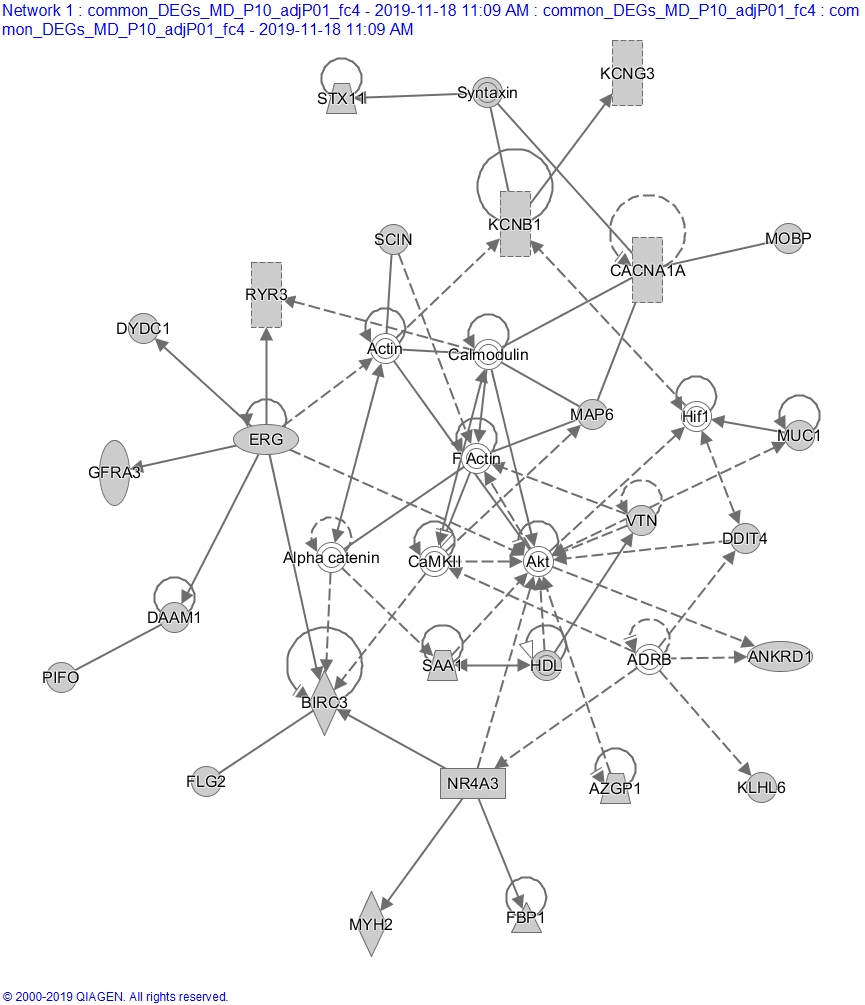 Network 1 : common_DEGs_MD_P10_adjP01_fc4 - 2019-11-18 11:09 AM : common_DEGs_MD_P10_adjP01_fc4 : com
mon_DEGs_MD_P10_adjP01_fc4 - 2019-11-18 11:09 AM
KCNG3
STX11
Syntaxin
KCNB1
SCIN
MOBP
CACNA1A
RYR3
DYDC1
Actin
Calmodulin
MAP6
Hif1
MUC1
ERG
F Actin
GFRA3
VTN
DDIT4
Alpha catenin
CaMKII
Akt
DAAM1
PIFO
SAA1
HDL
ADRB
ANKRD1
BIRC3
FLG2
NR4A3
AZGP1
KLHL6
MYH2
FBP1
© 2000-2019 QIAGEN. All rights reserved.